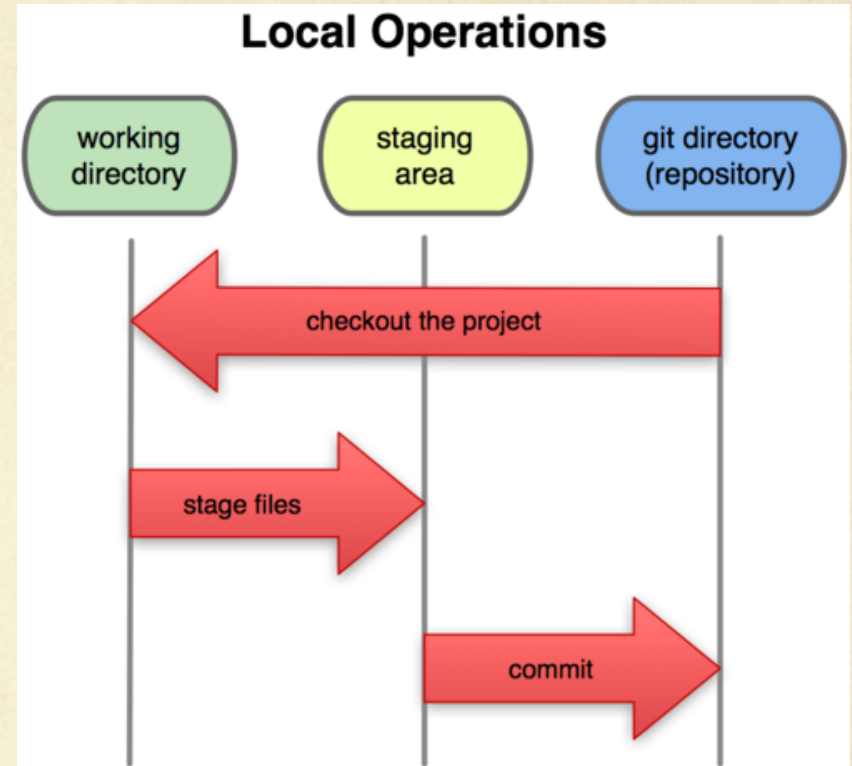 Local Operations
working
directory
staging
area
git directory
(repository)
checkout the project
stage files
commit